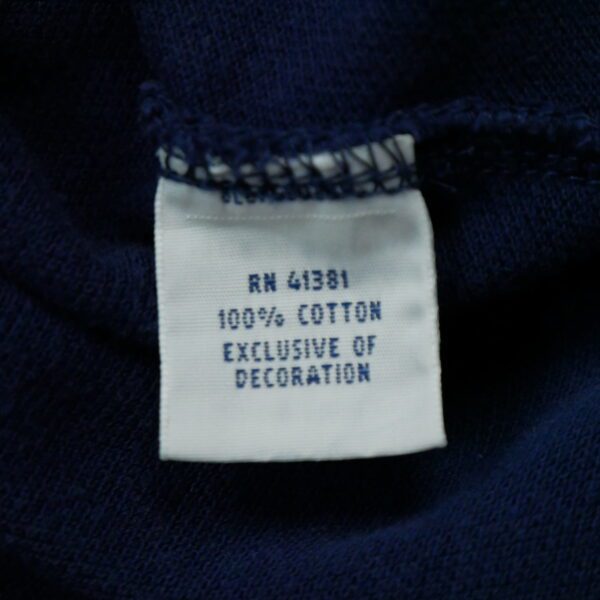 RN 41381
100% COTTON
EXCLUSIVE OF
DECORATION